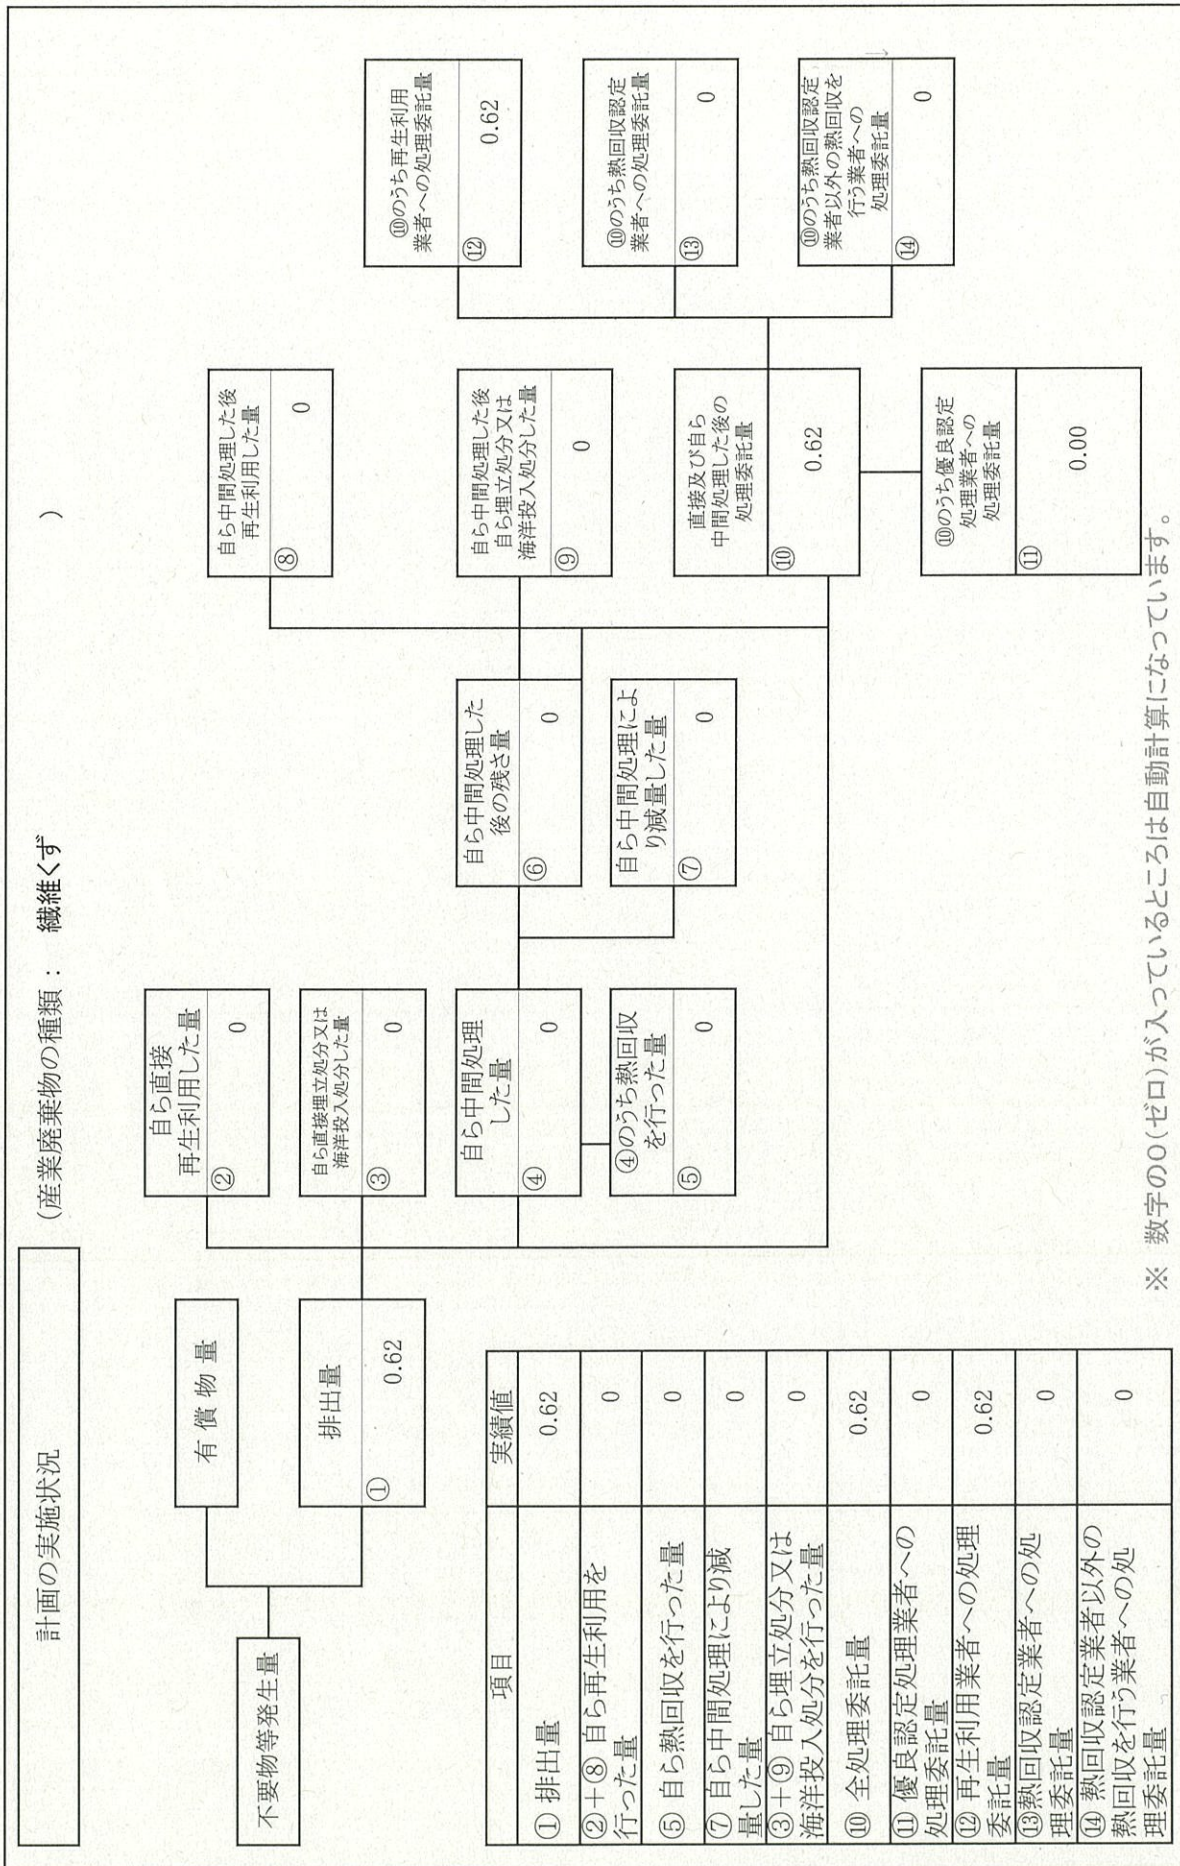 計画の実施状況
(産業廃棄物の種類： 繊維くず )
不要物等発生量
有 償 物 量
排出量
① 0.62
自ら直接
再生利用した量
② 0
自ら直接埋立処分又は
海洋投入処分した量
③ 0
自ら中間処理
した量
④ 0
④のうち熱回収
を行った量
⑤ 0
自ら中間処理した
後の残さ量
⑥ 0
自ら中間処理によ
り減量した量
⑦ 0
自ら中間処理した後
再生利用した量
⑧ 0
自ら中間処理した後
自ら埋立処分又は
海洋投入処分した量
⑨ 0
直接及び自ら
中間処理した後の
処理委託量
⑩ 0.62
⑩のうち優良認定
処理業者への
処理委託量
⑪ 0.00
⑩のうち再生利用
業者への処理委託量
⑫ 0.62
⑩のうち熱回収認定
業者への処理委託量
⑬ 0
⑩のうち熱回収認定
業者以外の熱回収を
行う業者への
処理委託量
⑭ 0
項目 実績値
① 排出量 0.62
②＋⑧ 自ら再生利用を
行った量 0
⑤ 自ら熱回収を行った量 0
⑦ 自ら中間処理により減
量した量 0
③＋⑨ 自ら埋立処分又は
海洋投入処分を行った量 0
⑩ 全処理委託量 0.62
⑪ 優良認定処理業者への
処理委託量 0
⑫ 再生利用業者への処理
委託量 0.62
⑬熱回収認定業者への処
理委託量 0
⑭ 熱回収認定業者以外の
熱回収を行う業者への処
理委託量 0
※ 数字の0(ゼロ)が入っているところは自動計算になっています。